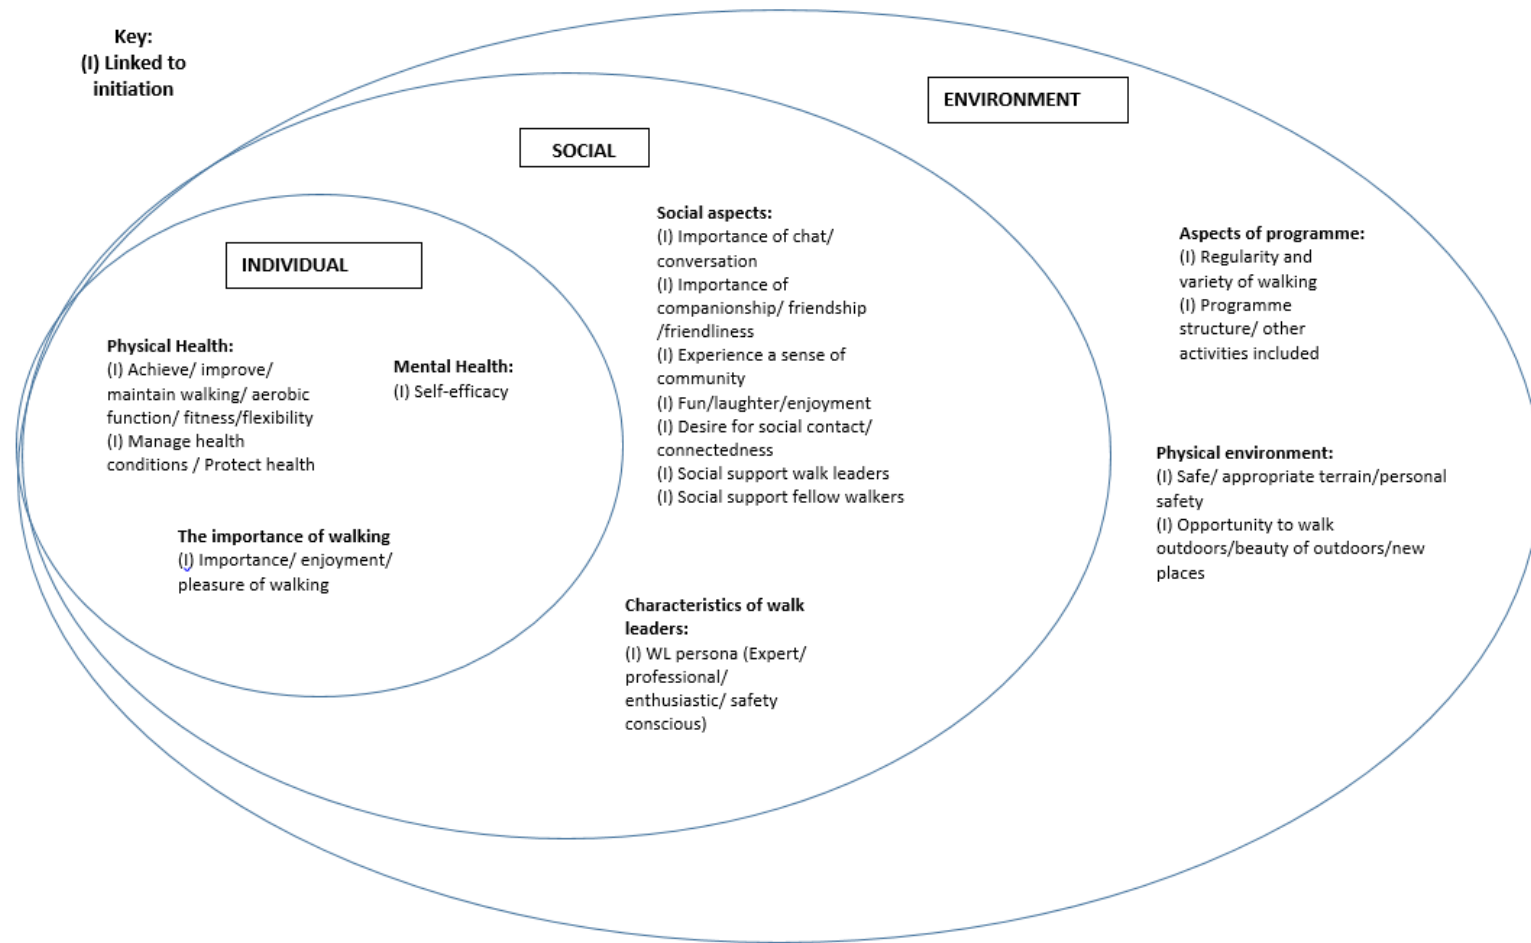 Key:
(I) Linked to
initiation
ENVIRONMENT
SOCIAL
INDIVIDUAL
Physical Health:
(I) Achieve/ improve/
maintain walking/ aerobic
function/ fitness/flexibility
(I) Manage health
conditions / Protect health
Mental Health:
(I) Self-efficacy
The importance of walking
(I) Importance/ enjoyment/
pleasure of walking
Social aspects:
(I) Importance of chat/
conversation
(I) Importance of
companionship/ friendship
/friendliness
(I) Experience a sense of
community
(I) Fun/laughter/enjoyment
(I) Desire for social contact/
connectedness
(I) Social support walk leaders
(I) Social support fellow walkers
Characteristics of walk
leaders:
(I) WL persona (Expert/
professional/
enthusiastic/ safety
conscious)
Aspects of programme:
(I) Regularity and
variety of walking
(I) Programme
structure/ other
activities included
Physical environment:
(I) Safe/ appropriate terrain/personal
safety
(I) Opportunity to walk
outdoors/beauty of outdoors/new
places